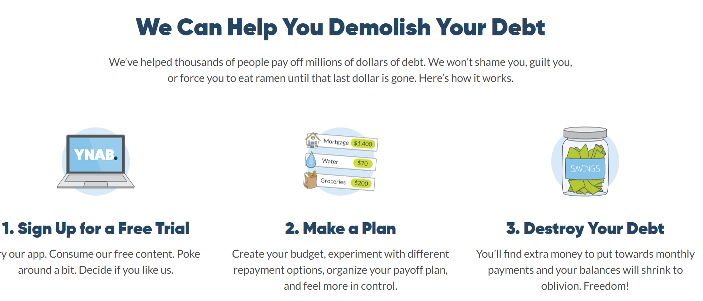 We Can Help You Demolish Your Debt
We've helped thousands of people pay off millions of dollars of debt. We won't shame you, guilt you,
or force you to eat ramen until that last dollar is gone. Here's how it works.
YNAB.
Mortgage $1,400
Water $70
Groceries $200
SAVINGS
1. Sign Up for a Free Trial
our app. Consume our free content. Poke
around a bit. Decide if you like us.
2. Make a Plan
Create your budget, experiment with different
repayment options, organize your payoff plan,
and feel more in control.
3. Destroy Your Debt
You'll find extra money to put towards monthly
payments and your balances will shrink to
oblivion. Freedom!